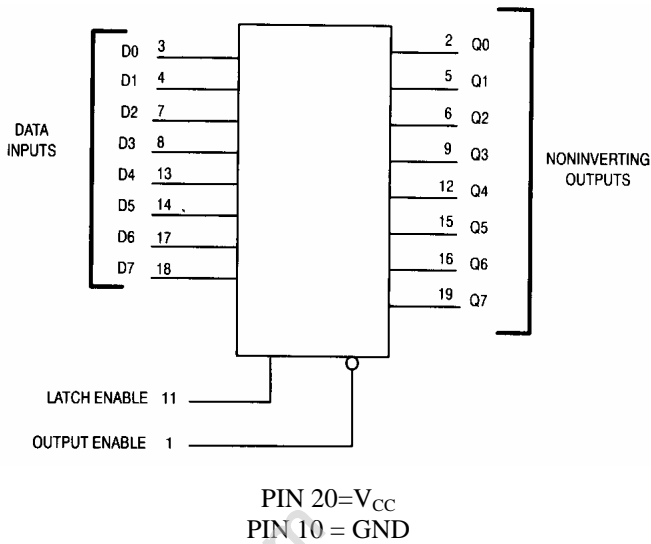 D0 3
D1 4
D2 7
D3 8
D4 13
D5 14
D6 17
D7 18
DATA
INPUTS
2 Q0
5 Q1
6 Q2
9 Q3
12 Q4
15 Q5
16 Q6
19 Q7
NONINVERTING
OUTPUTS
LATCH ENABLE 11
OUTPUT ENABLE 1
PIN 20=VCC
PIN 10 = GND